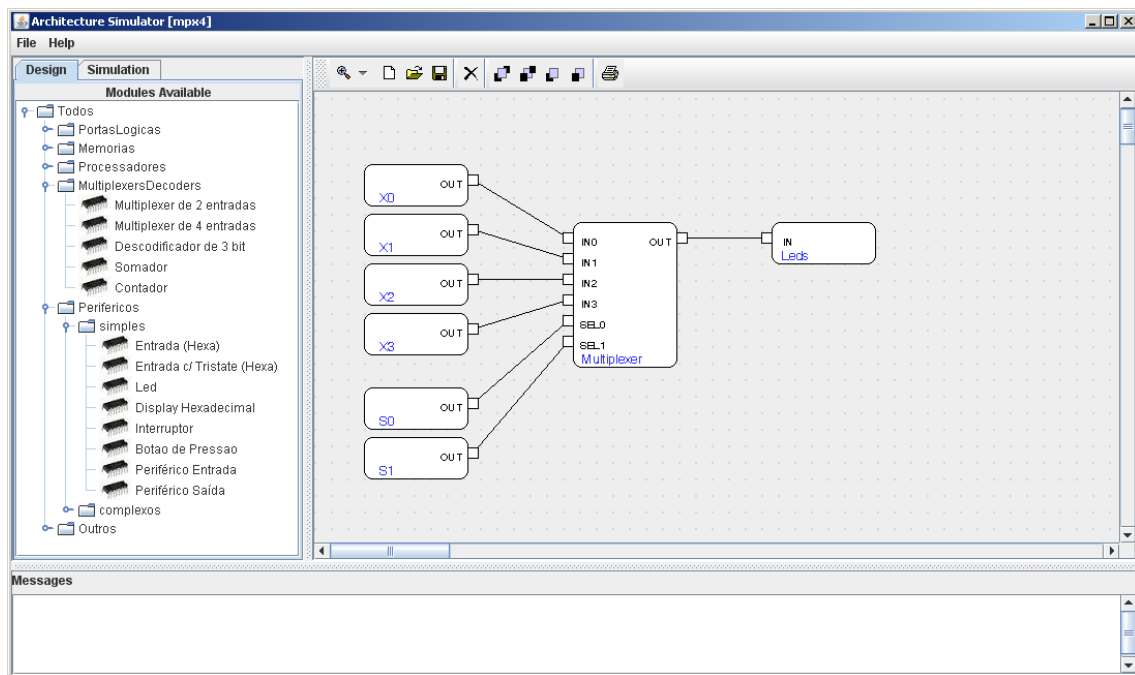 Architecture Simulator [mpx4]
File Help
Design Simulation
Modules Available
Todos
PortasLogicas
Memorias
Processadores
MultiplexersDecoders
Multiplexer de 2 entradas
Multiplexer de 4 entradas
Descodificador de 3 bit
Somador
Contador
Perifericos
simples
Entrada (Hexa)
Entrada c/ Tristate (Hexa)
Led
Display Hexadecimal
Interruptor
Botao de Pressao
Periférico Entrada
Periférico Saída
complexos
Outros
OUT
X0
OUT
X1
OUT
X2
OUT
X3
OUT
S0
OUT
S1
IN0 OUT
IN1
IN2
IN3
SEL0
SEL1
Multiplexer
IN
Leds
Messages